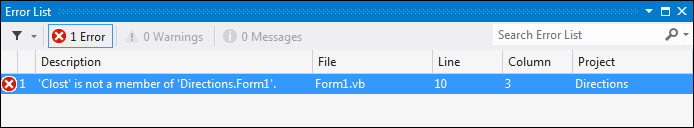 Error List
1 Error 0 Warnings 0 Messages Search Error List
Description File Line Column Project
1 'Clost' is not a member of 'Directions.Form1'. Form1.vb 10 3 Directions